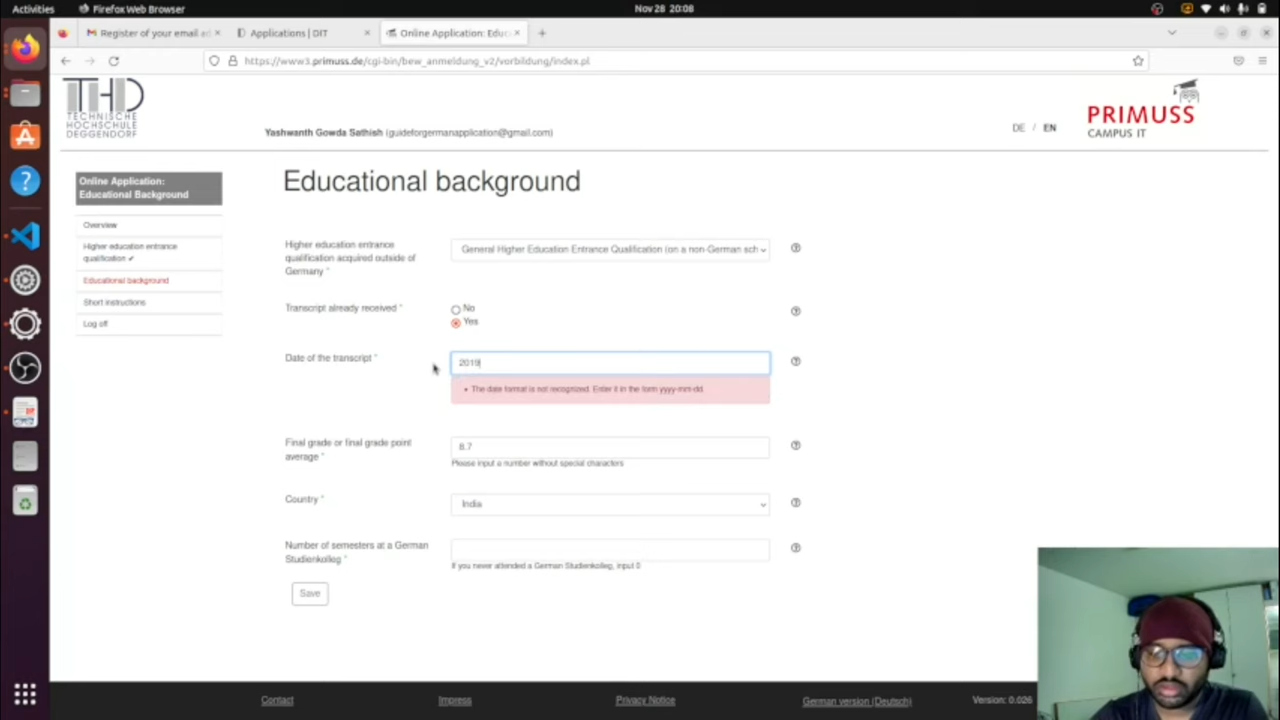 Activities
Firefox Web Browser
Nov 28 20:08
Register of your email a
Applications | DIT
Online Application: Educ
https://www3.primuss.de/cgi-bin/bew_anmeldung_v2/vorbildung/index.pl
THD
TECHNISCHE
HOCHSCHULE
DEGGENDORF
Yashwanth Gowda Sathish (guideforgermanapplication@gmail.com)
DE / EN
PRIMUSS
CAMPUS IT
Online Application:
Educational Background
Overview
Higher education entrance
qualification ✔
Educational background
Short instructions
Log off
Educational background
Higher education entrance
qualification acquired outside of
Germany *
General Higher Education Entrance Qualification (on a non-German sch
Transcript already received *
No
Yes
Date of the transcript *
2019
• The date format is not recognized. Enter it in the form yyyy-mm-dd.
Final grade or final grade point
average *
8.7
Please input a number without special characters
Country *
India
Number of semesters at a German
Studienkolleg *
If you never attended a German Studienkolleg, input 0
Save
Contact
Impress
Privacy Notice
German version (Deutsch)
Version: 0.026